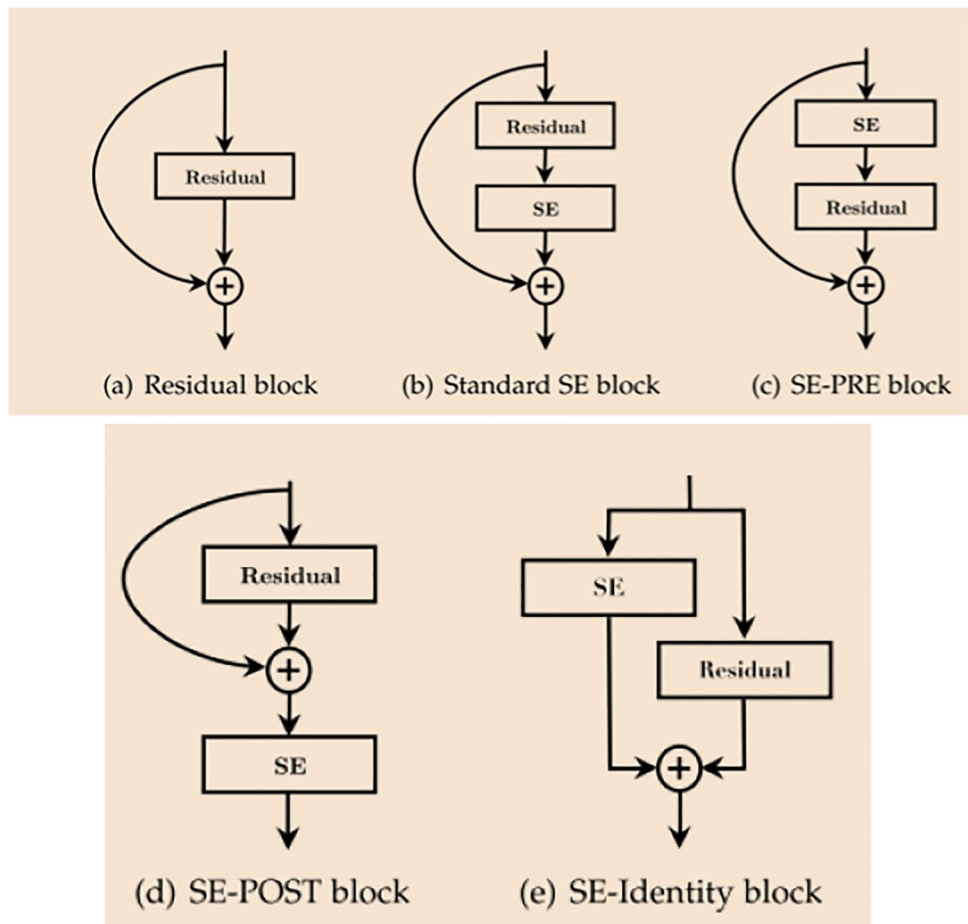 Residual
+
(a) Residual block
Residual
SE
+
(b) Standard SE block
SE
Residual
+
(c) SE-PRE block
Residual
+
SE
(d) SE-POST block
SE
Residual
+
(e) SE-Identity block